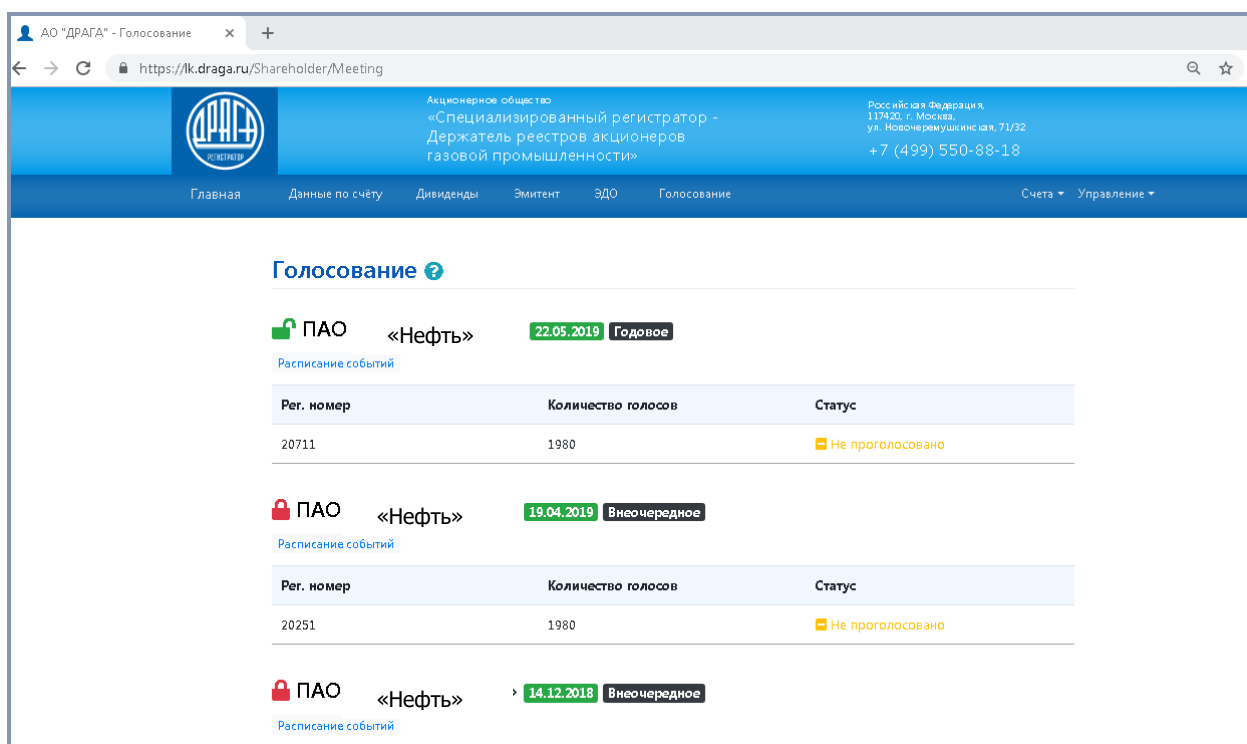 АО "ДРАГА" - Голосование
https://lk.draga.ru/Shareholder/Meeting
ДРАГА
РЕГИСТРАТОР
Акционерное общество
«Специализированный регистратор -
Держатель реестров акционеров
газовой промышленности»
Российская Федерация,
117420, г. Москва,
ул. Новочеремушкинская, 71/32
+7 (499) 550-88-18
Главная Данные по счёту Дивиденды Эмитент ЭДО Голосование Счета Управление
Голосование ?
ПАО «Нефть» 22.05.2019 Годовое
Расписание событий
Рег. номер Количество голосов Статус
20711 1980 Не проголосовано
ПАО «Нефть» 19.04.2019 Внеочередное
Расписание событий
Рег. номер Количество голосов Статус
20251 1980 Не проголосовано
ПАО «Нефть» 14.12.2018 Внеочередное
Расписание событий